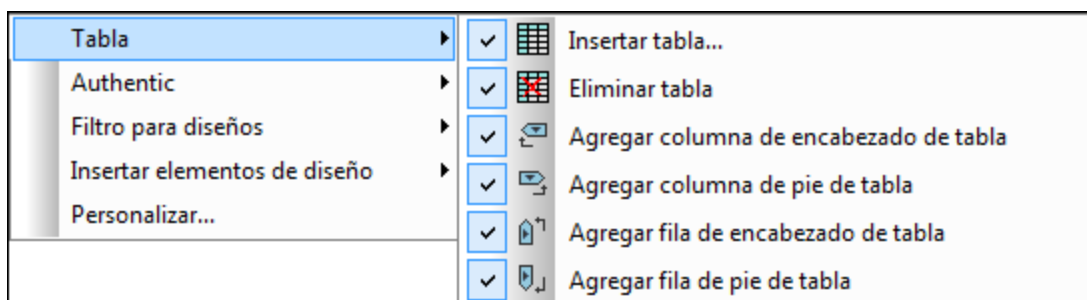 Tabla
Authentic
Filtro para diseños
Insertar elementos de diseño
Personalizar...
Insertar tabla...
Eliminar tabla
Agregar columna de encabezado de tabla
Agregar columna de pie de tabla
Agregar fila de encabezado de tabla
Agregar fila de pie de tabla